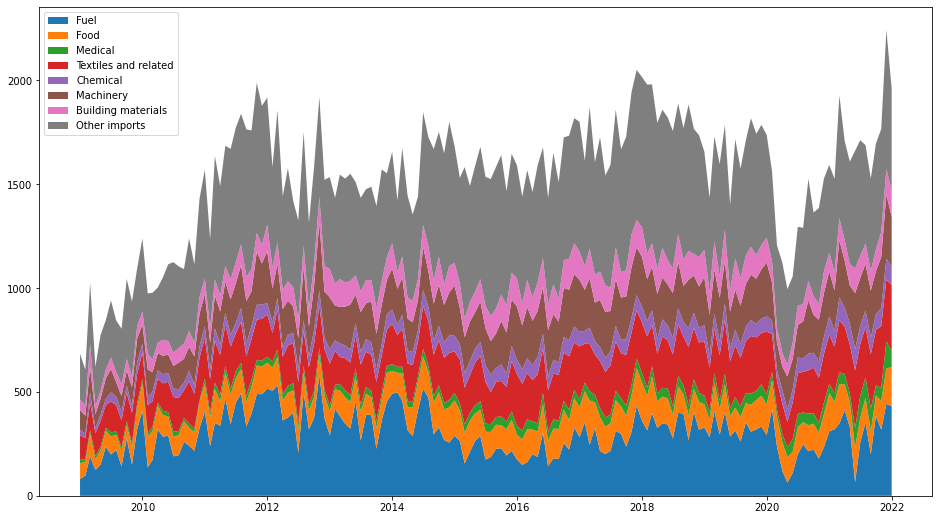 Fuel
Food
Medical
Textiles and related
Chemical
Machinery
Building materials
Other imports
2000
1500
1000
500
0
2010
2012
2014
2016
2018
2020
2022